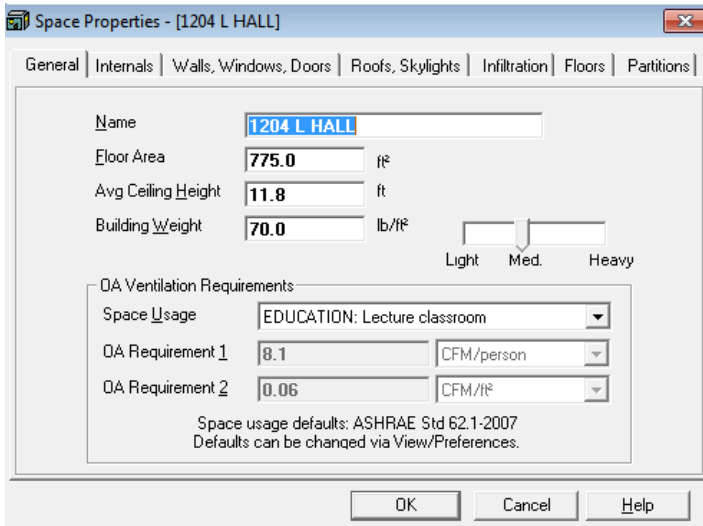 Space Properties - [1204 L HALL]
General Internals Walls, Windows, Doors Roofs, Skylights Infiltration Floors Partitions
Name 1204 L HALL
Floor Area 775.0 ft²
Avg Ceiling Height 11.8 ft
Building Weight 70.0 lb/ft²
Light Med. Heavy
OA Ventilation Requirements
Space Usage EDUCATION: Lecture classroom
OA Requirement 1 8.1 CFM/person
OA Requirement 2 0.06 CFM/ft²
Space usage defaults: ASHRAE Std 62.1-2007
Defaults can be changed via View/Preferences.
OK Cancel Help